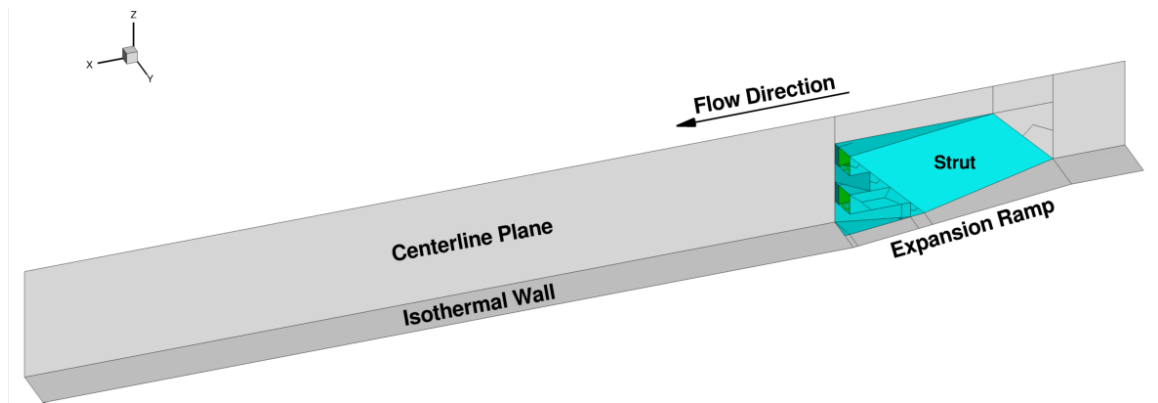 Z
X
Y
Flow Direction
Strut
Centerline Plane
Expansion Ramp
Isothermal Wall